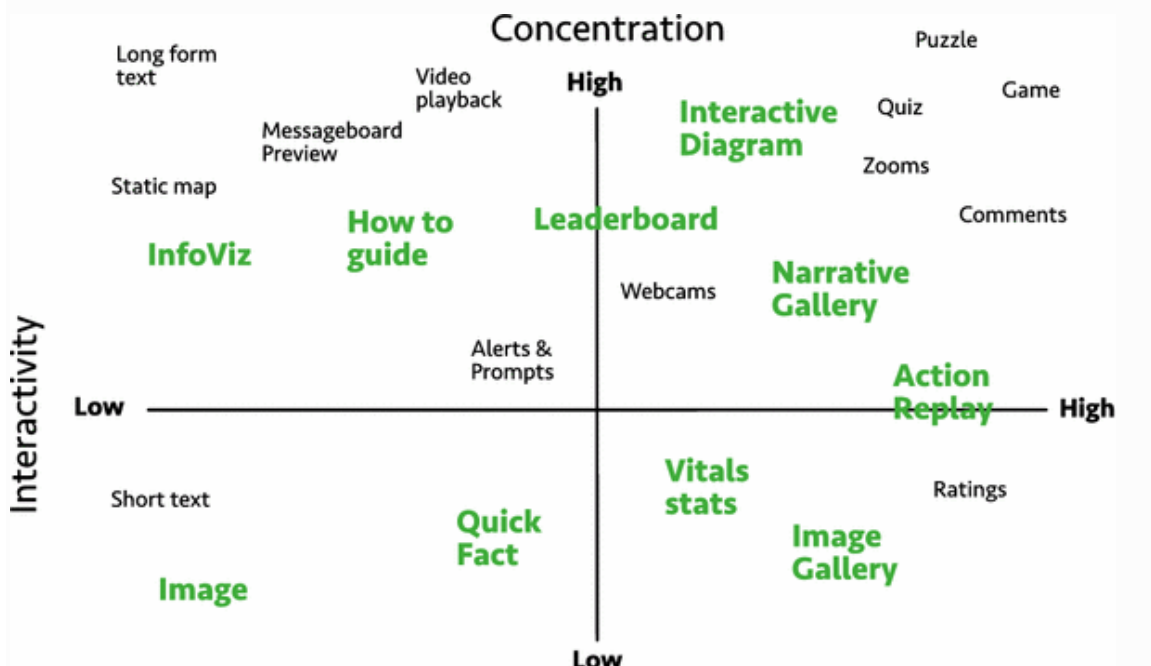 Concentration
Puzzle
Long form
text
Video
playback
High
Game
Interactive
Diagram
Quiz
Messageboard
Preview
Zooms
Static map
How to
guide
Leaderboard
Comments
InfoViz
Narrative
Gallery
Webcams
Alerts &
Prompts
Interactivity
Action
Replay
Low
High
Vitals
stats
Short text
Ratings
Quick
Fact
Image
Gallery
Image
Low